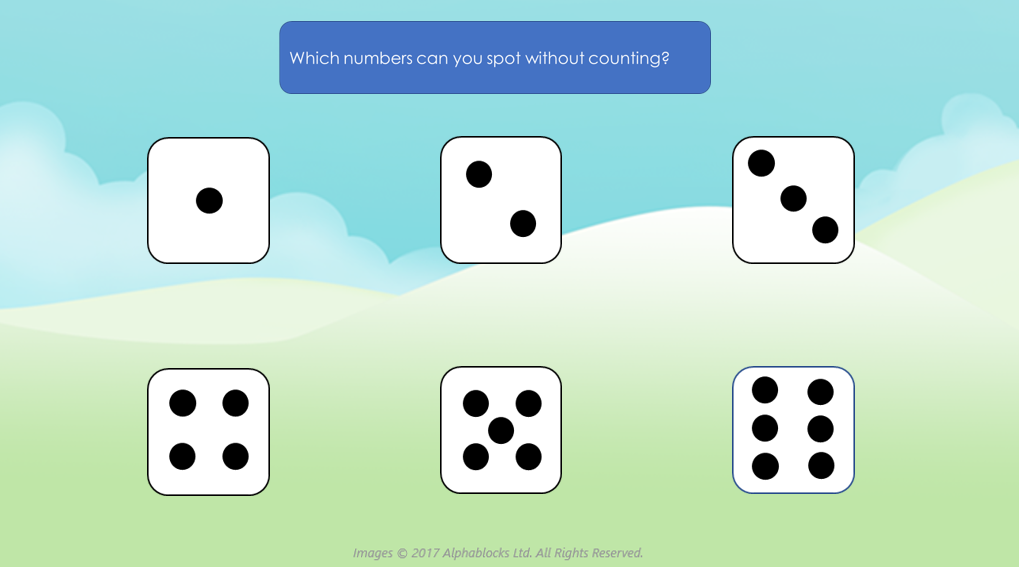 Which numbers can you spot without counting?
Images © 2017 Alphablocks Ltd. All Rights Reserved.